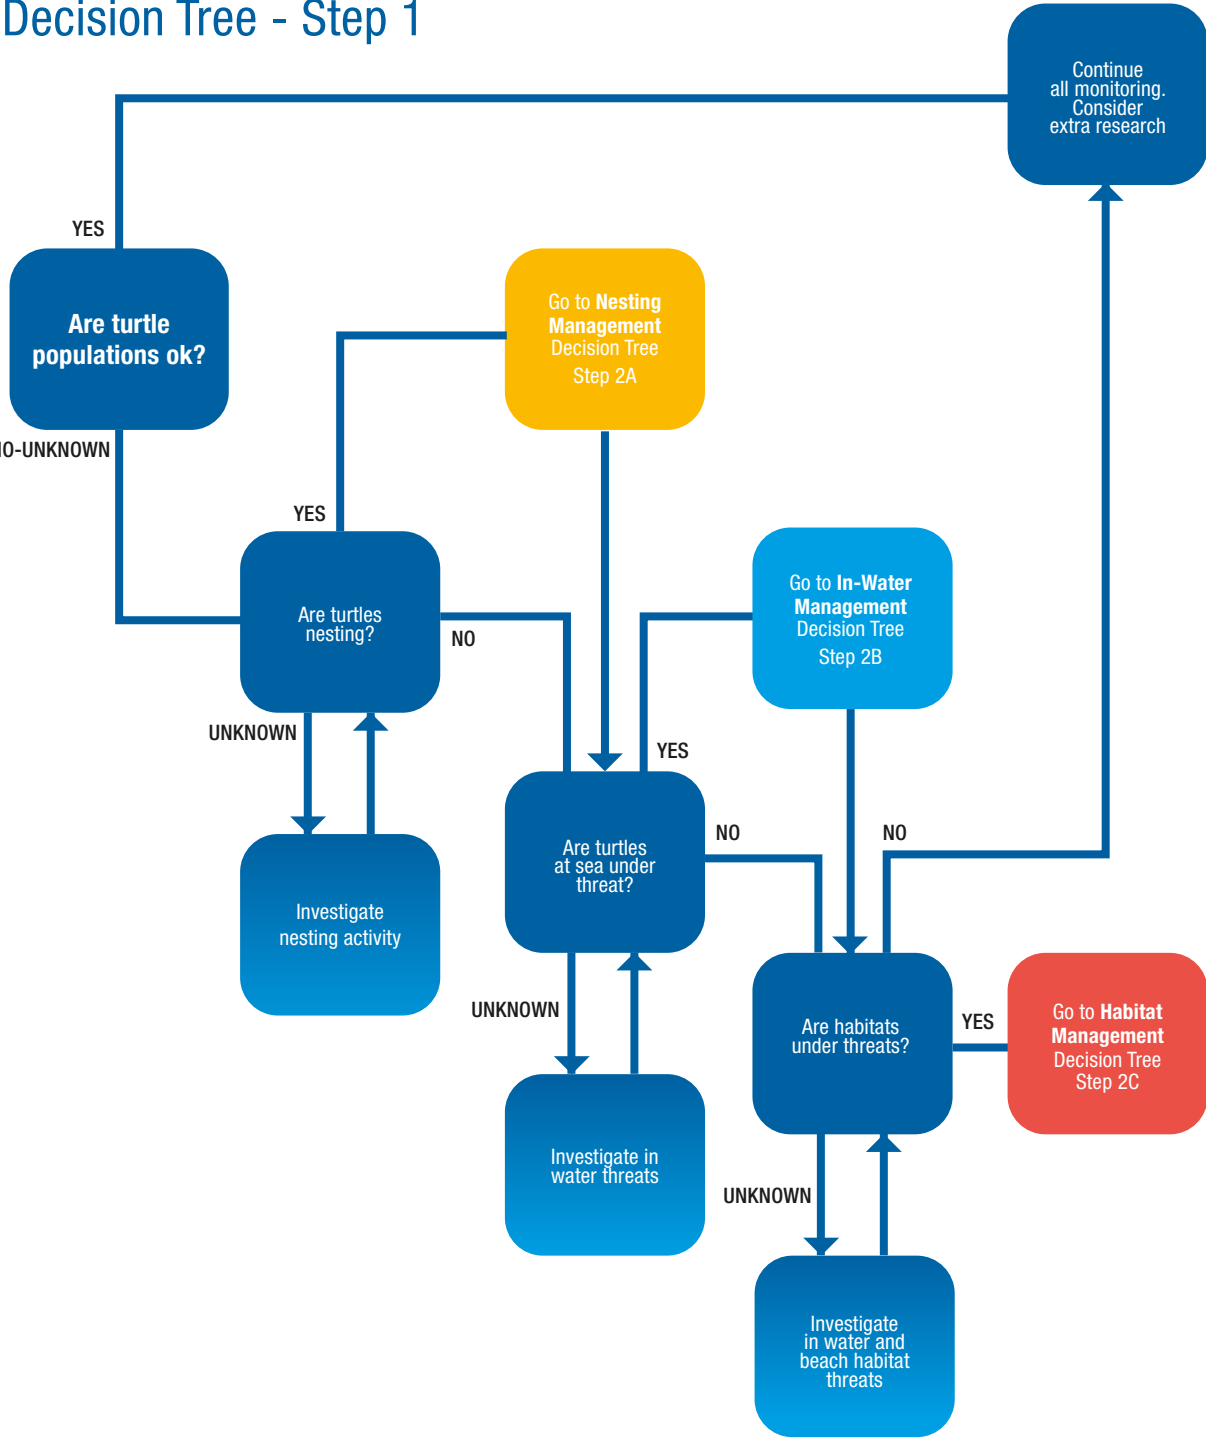 Decision Tree - Step 1
Continue
all monitoring.
Consider
extra research
YES
Are turtle
populations ok?
Go to Nesting
Management
Decision Tree
Step 2A
NO-UNKNOWN
YES
Are turtles
nesting?
NO
Go to In-Water
Management
Decision Tree
Step 2B
UNKNOWN
YES
Investigate
nesting activity
Are turtles
at sea under
threat?
NO
NO
UNKNOWN
Are habitats
under threats?
YES
Go to Habitat
Management
Decision Tree
Step 2C
Investigate in
water threats
UNKNOWN
Investigate
in water and
beach habitat
threats